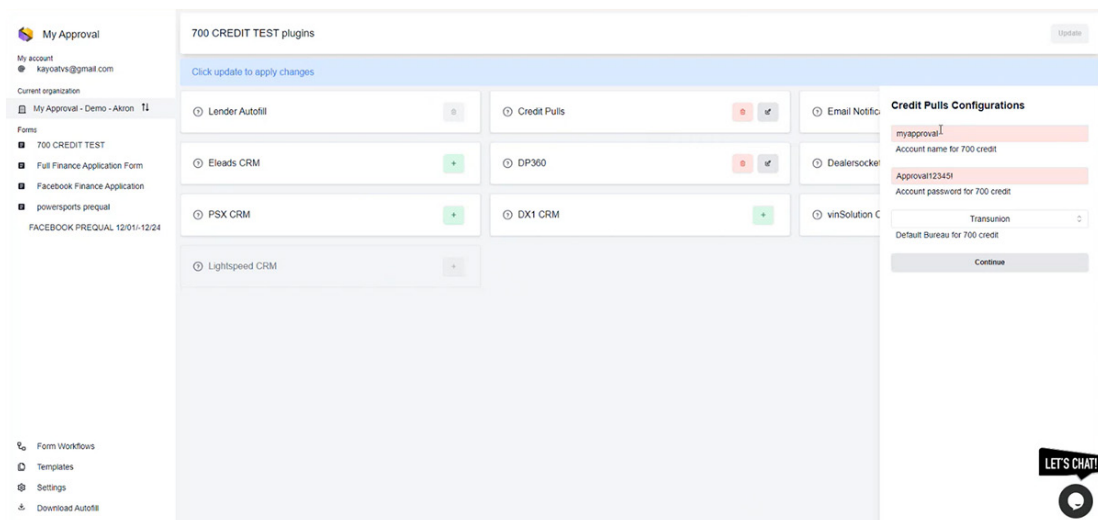 My Approval
My account
kayoatvs@gmail.com
Current organization
My Approval - Demo - Akron
Forms
700 CREDIT TEST
Full Finance Application Form
Facebook Finance Application
powersports prequal
FACEBOOK PREQUAL 12/01/-12/24
Form Workflows
Templates
Settings
Download Autofill
700 CREDIT TEST plugins
Update
Click update to apply changes
Lender Autofill
Credit Pulls
Email Notific
Eleads CRM
DP360
Dealersocket
PSX CRM
DX1 CRM
vinSolution C
Lightspeed CRM
Credit Pulls Configurations
myapproval
Account name for 700 credit
Approval12345!
Account password for 700 credit
Transunion
Default Bureau for 700 credit
Continue
LET'S CHAT!